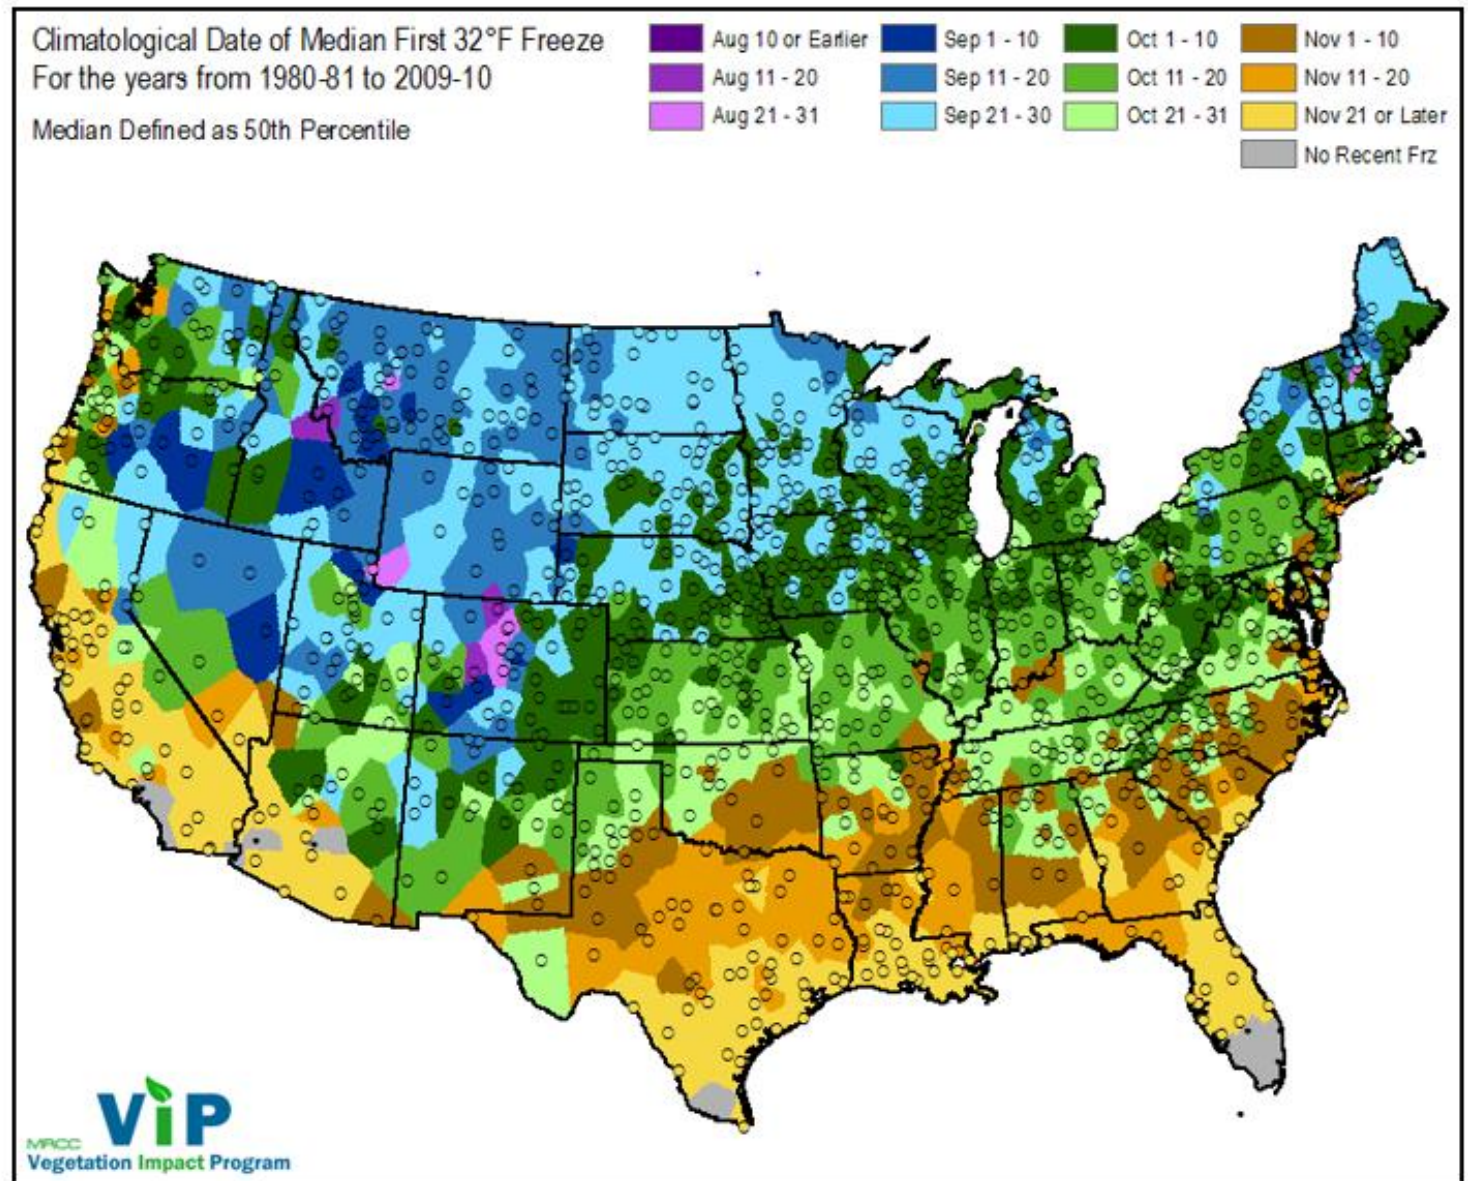 Climatological Date of Median First 32°F Freeze
For the years from 1980-81 to 2009-10
Median Defined as 50th Percentile
Aug 10 or Earlier
Aug 11 - 20
Aug 21 - 31
Sep 1 - 10
Sep 11 - 20
Sep 21 - 30
Oct 1 - 10
Oct 11 - 20
Oct 21 - 31
Nov 1 - 10
Nov 11 - 20
Nov 21 or Later
No Recent Frz
MRCC
ViP
Vegetation Impact Program